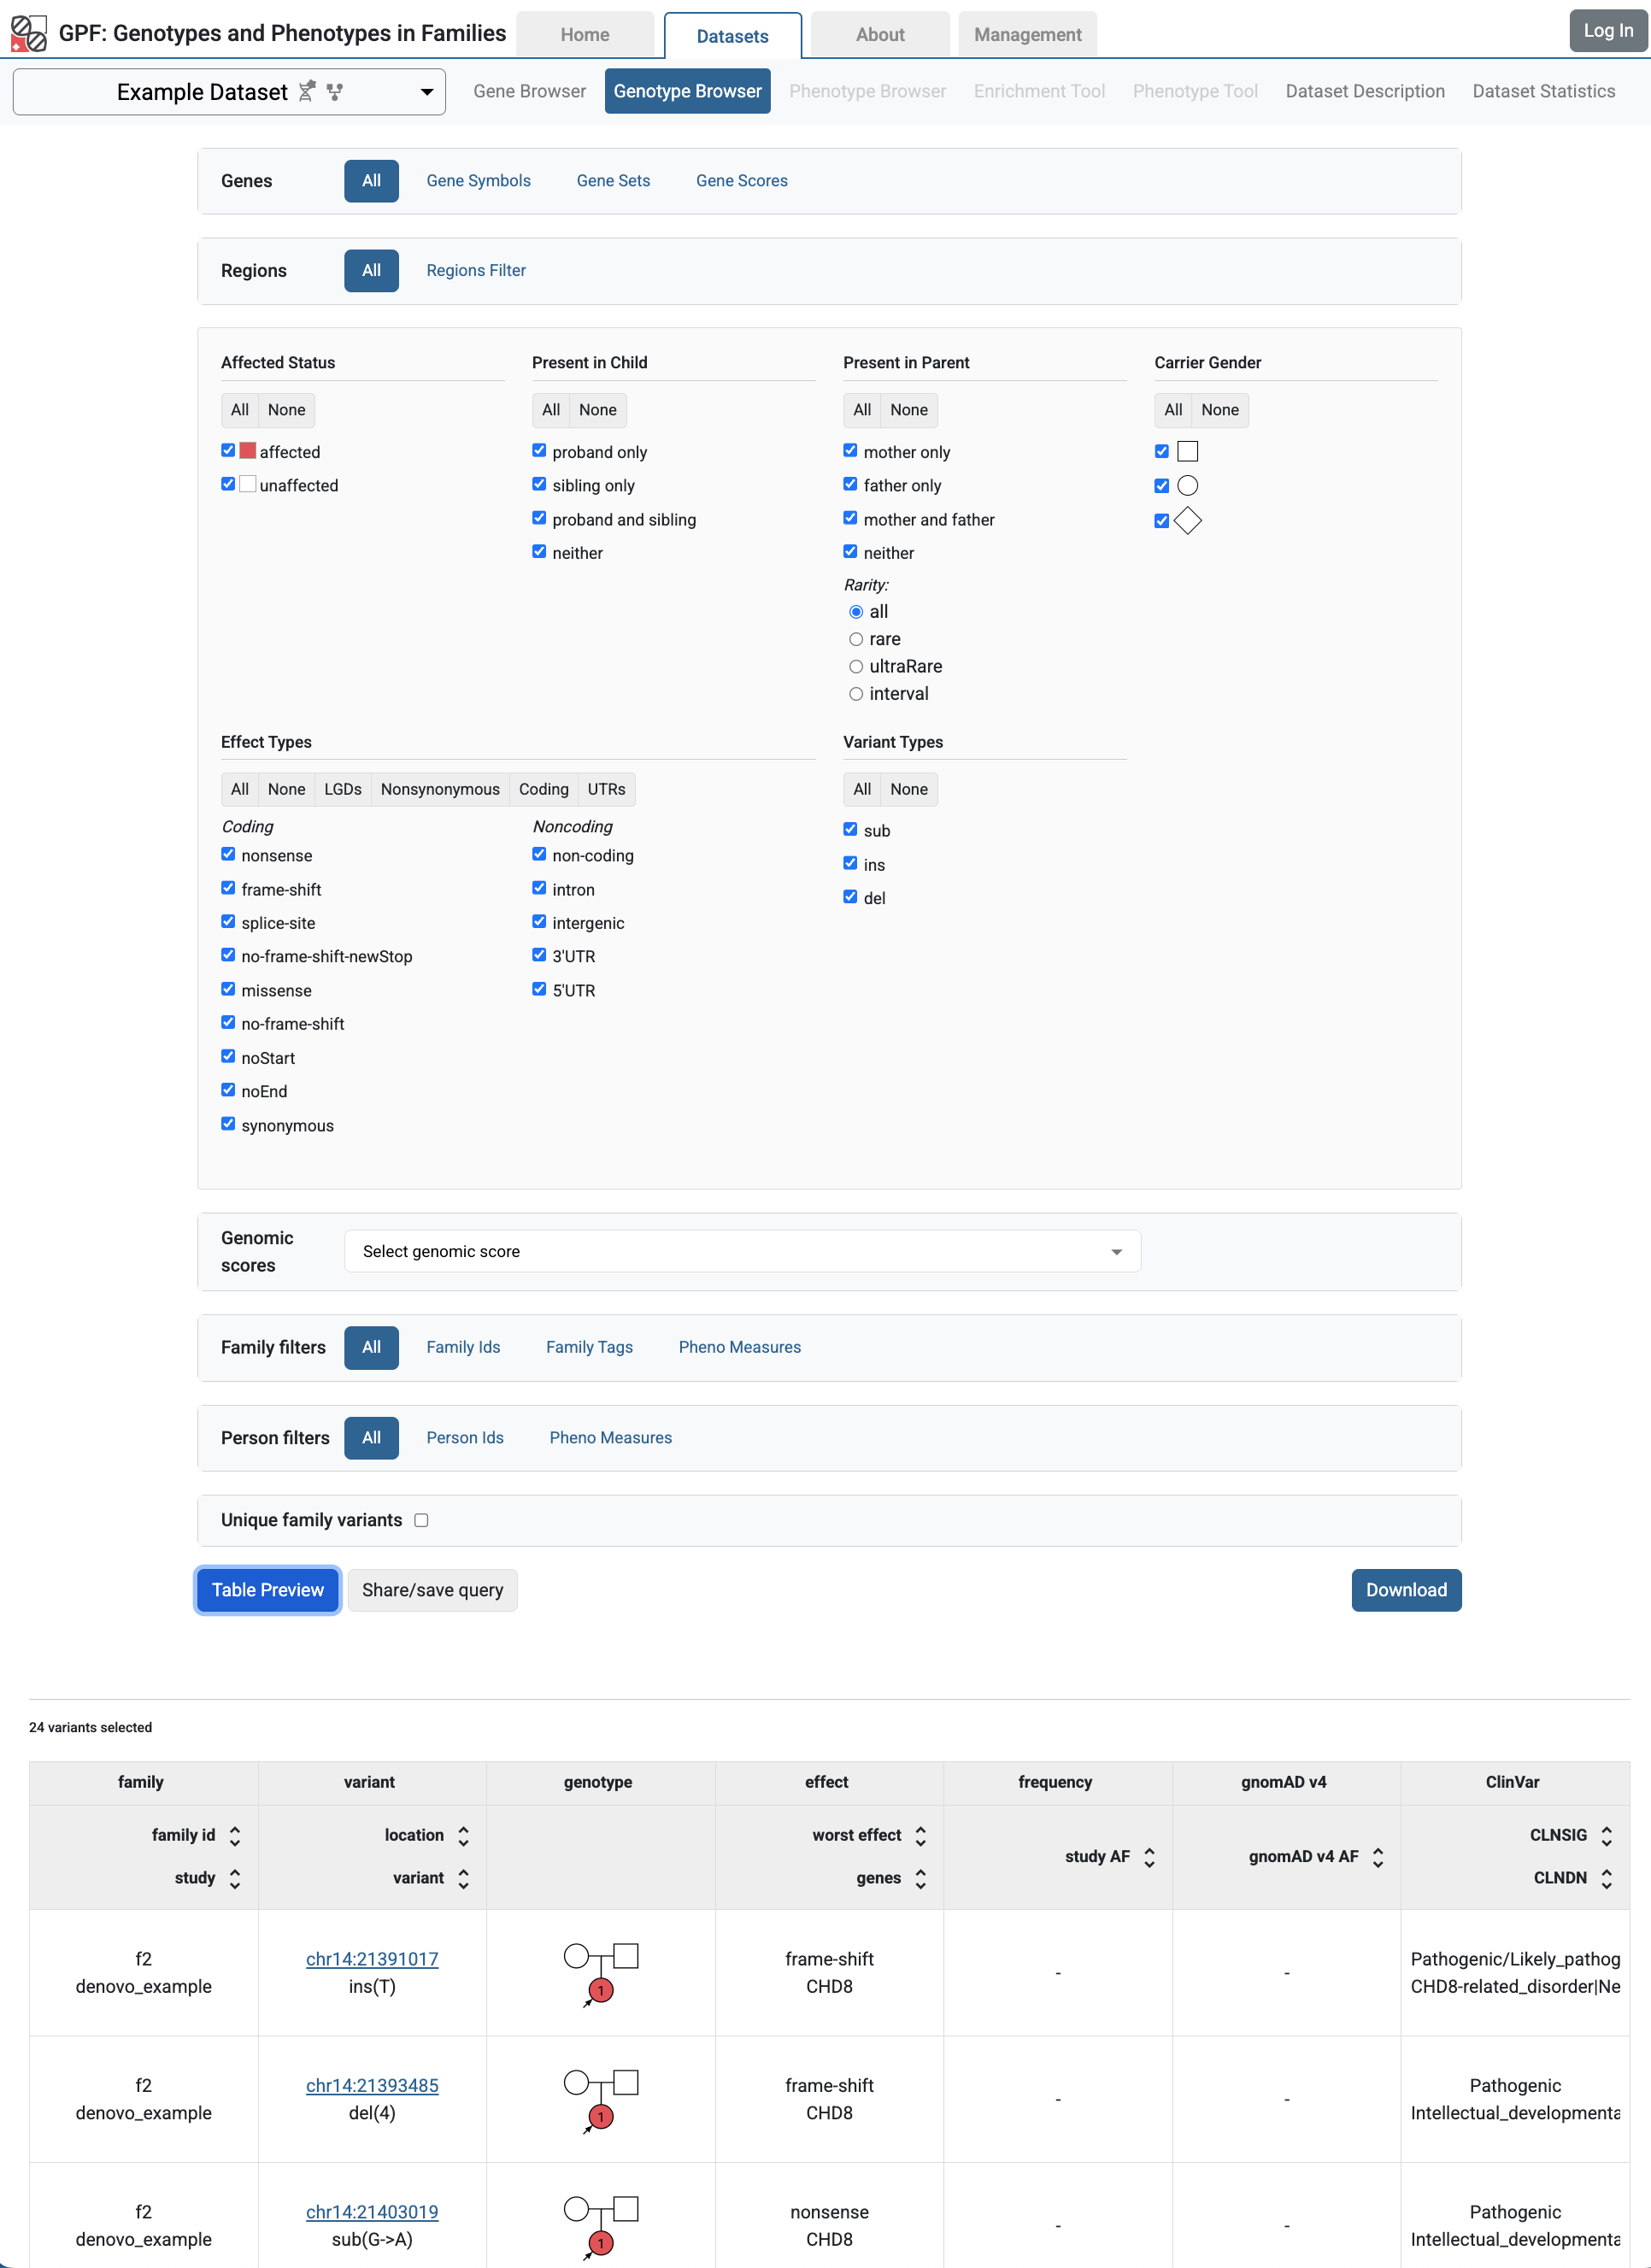 GPF: Genotypes and Phenotypes in Families Home Datasets About Management Log In
Example Dataset Gene Browser Genotype Browser Phenotype Browser Enrichment Tool Phenotype Tool Dataset Description Dataset Statistics
Genes All Gene Symbols Gene Sets Gene Scores
Regions All Regions Filter
Affected Status Present in Child Present in Parent Carrier Gender
All None All None All None All None
affected proband only mother only
unaffected sibling only father only
proband and sibling mother and father
neither neither
Rarity:
all
rare
ultraRare
interval
Effect Types Variant Types
All None LGDs Nonsynonymous Coding UTRs All None
Coding Noncoding
nonsense non-coding sub
frame-shift intron ins
splice-site intergenic del
no-frame-shift-newStop 3'UTR
missense 5'UTR
no-frame-shift
noStart
noEnd
synonymous
Genomic
scores
Select genomic score
Family filters All Family Ids Family Tags Pheno Measures
Person filters All Person Ids Pheno Measures
Unique family variants
Table Preview Share/save query Download
24 variants selected
family variant genotype effect frequency gnomAD v4 ClinVar
family id location worst effect study AF gnomAD v4 AF CLNSIG
study variant genes CLNDN
f2 chr14:21391017 1 frame-shift - - Pathogenic/Likely_pathog
denovo_example ins(T) CHD8 CHD8-related_disorder|Ne
f2 chr14:21393485 1 frame-shift - - Pathogenic
denovo_example del(4) CHD8 Intellectual_developmenta
f2 chr14:21403019 1 nonsense - - Pathogenic
denovo_example sub(G->A) CHD8 Intellectual_developmenta